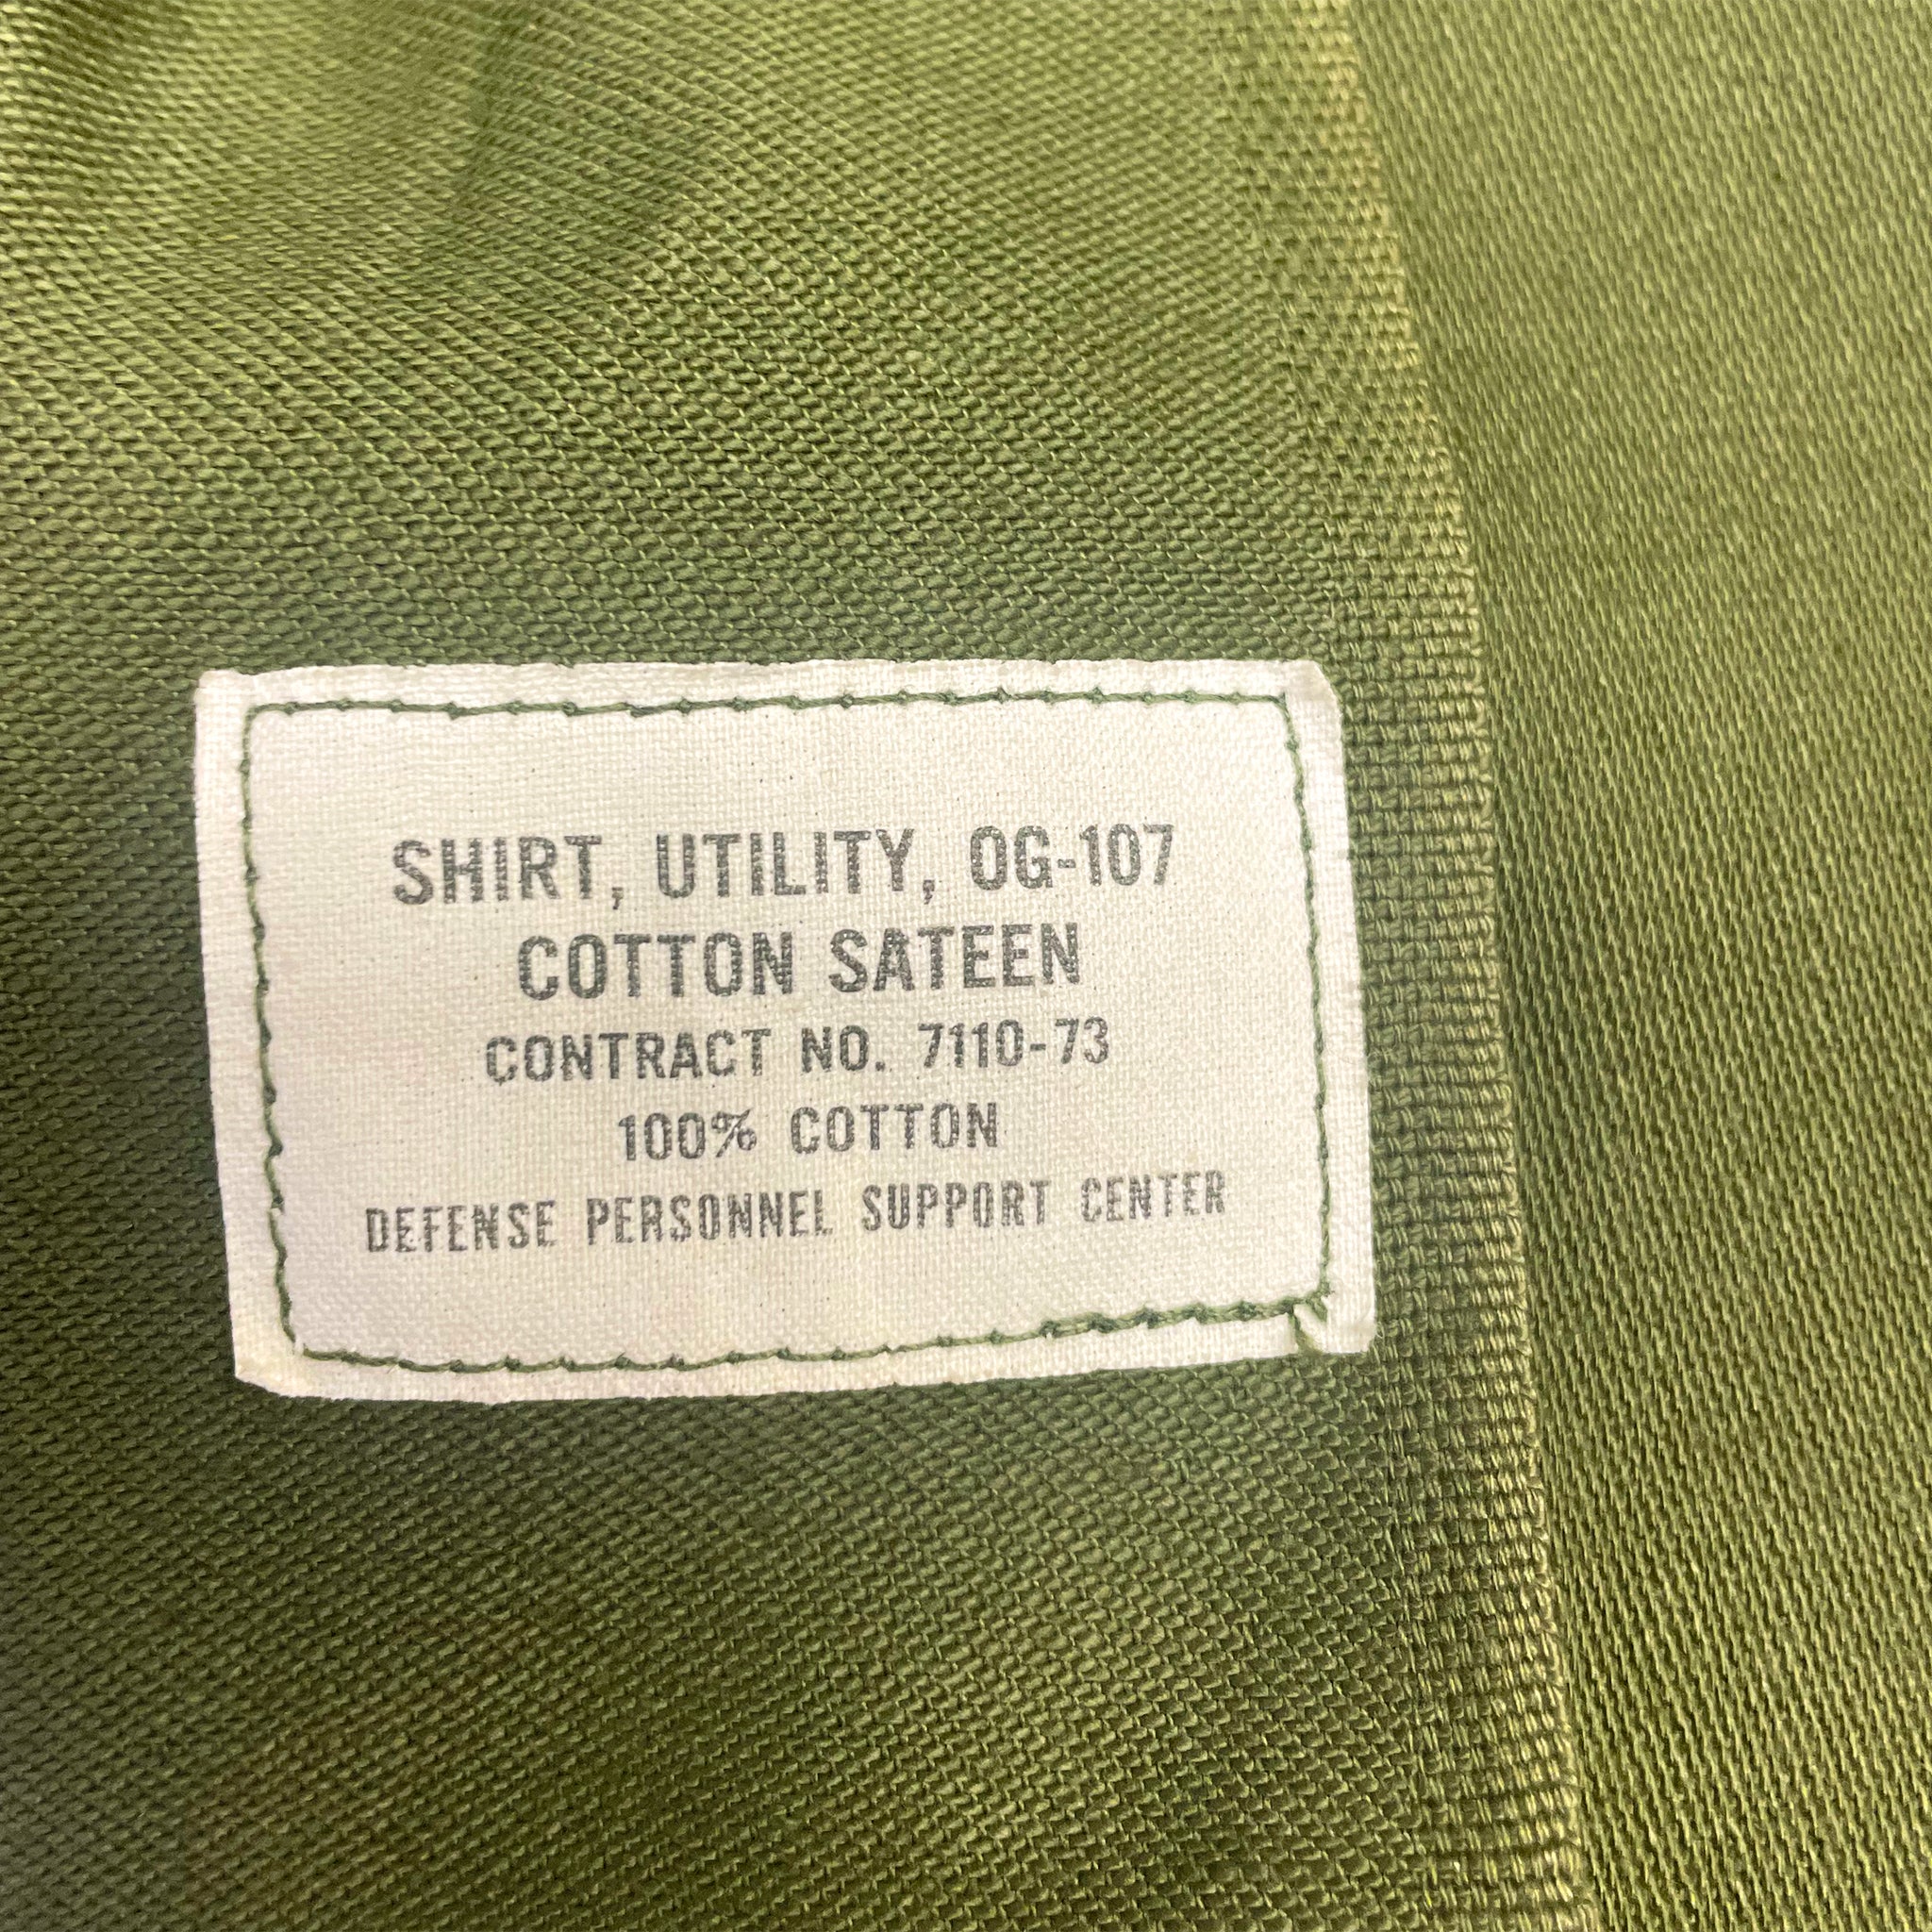 SHIRT, UTILITY, OG-107
COTTON SATEEN
CONTRACT NO. 7110-73
100% COTTON
DEFENSE PERSONNEL SUPPORT CENTER